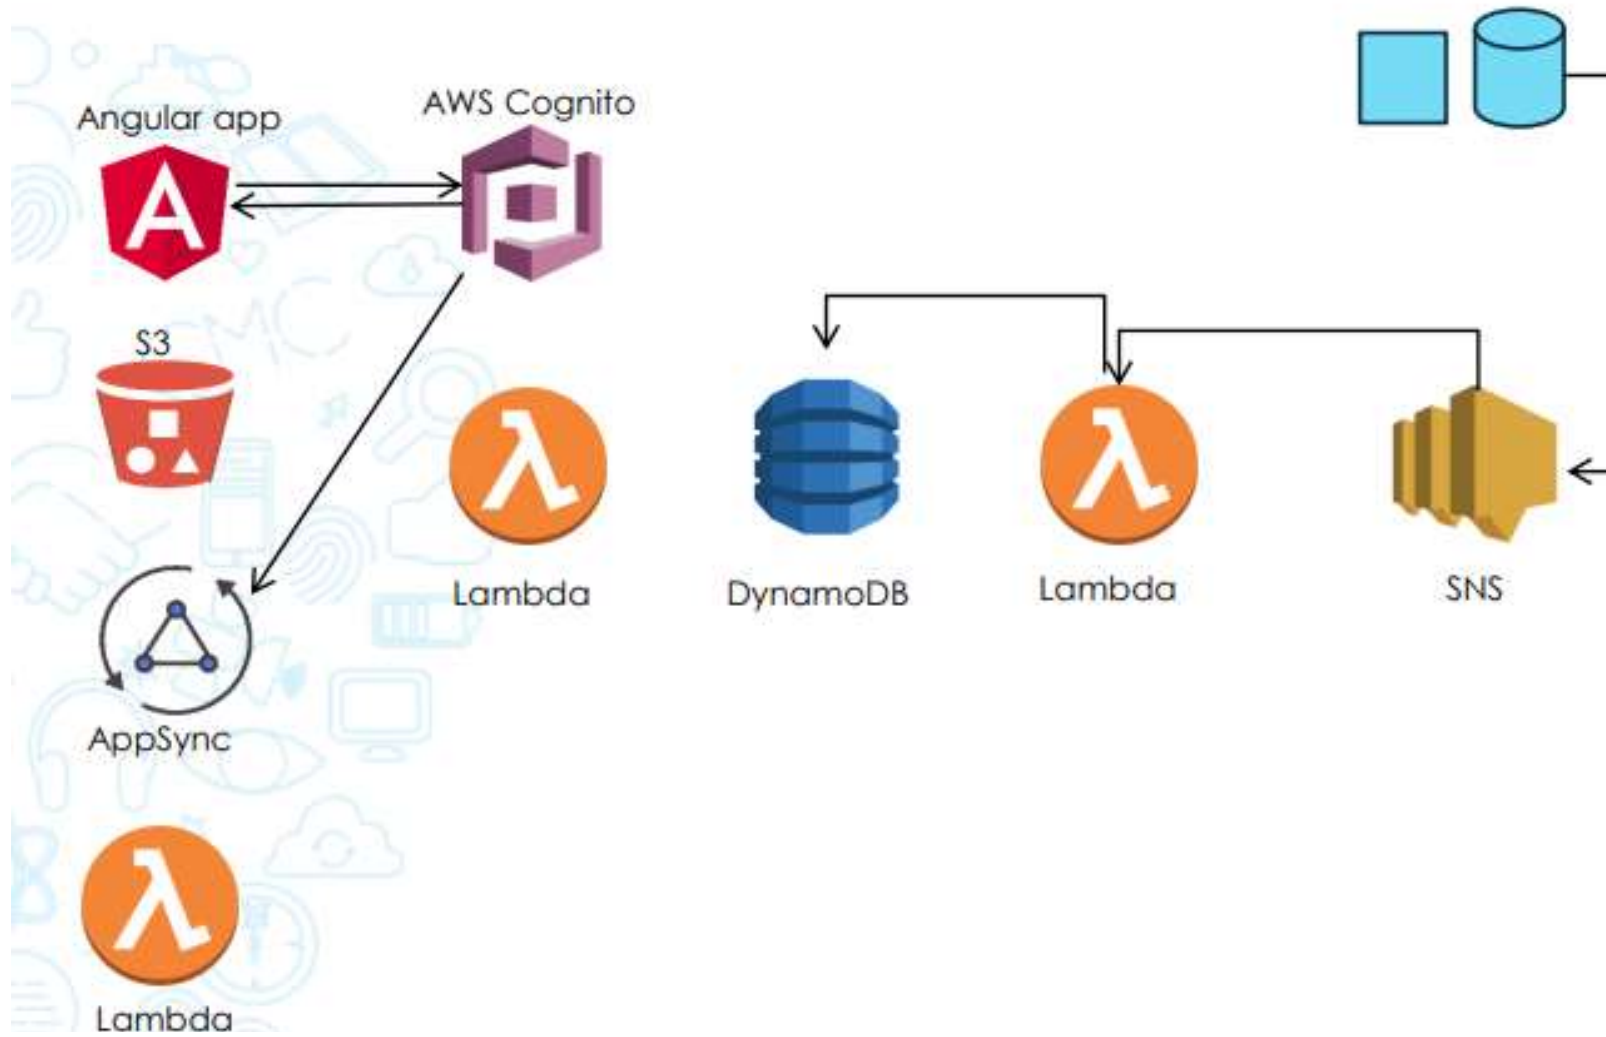 Angular app
AWS Cognito
S3
Lambda
DynamoDB
Lambda
SNS
AppSync
Lambda